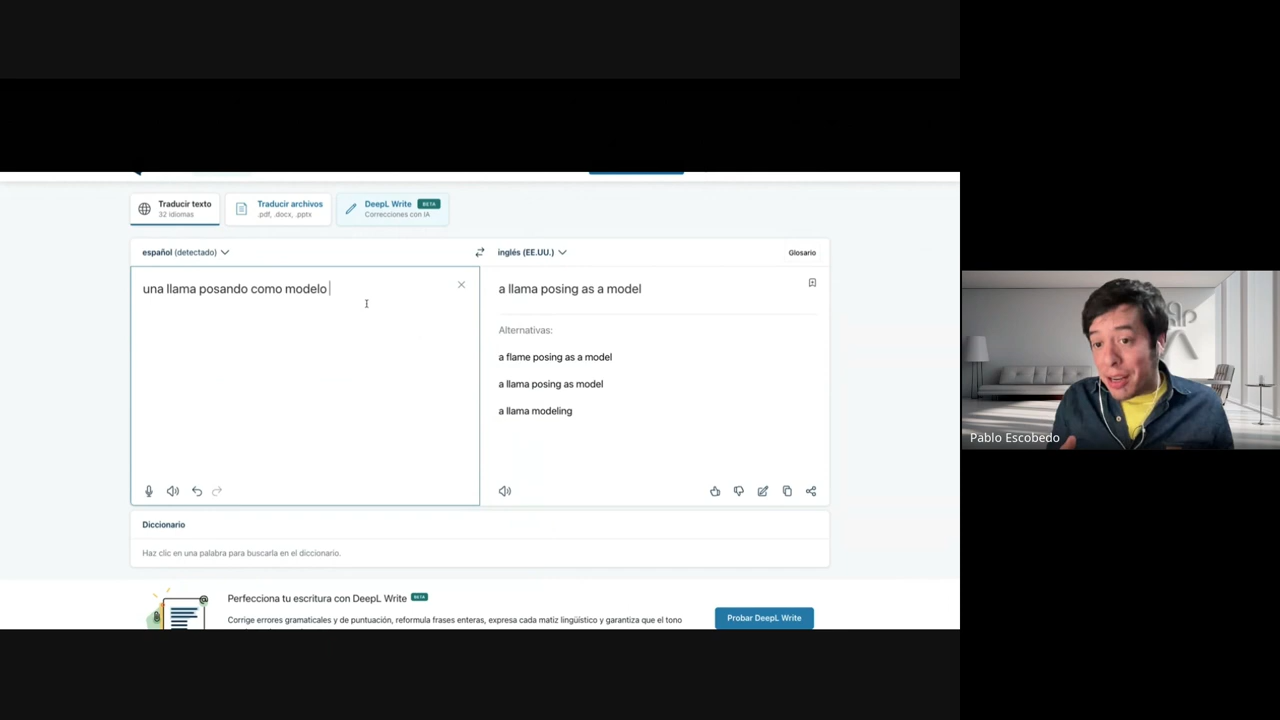 Traducir texto
32 idiomas
Traducir archivos
.pdf, .docx, .pptx
DeepL Write BETA
Correcciones con IA
español (detectado)
inglés (EE.UU.)
Glosario
una llama posando como modelo
a llama posing as a model
Alternativas:
a flame posing as a model
a llama posing as model
a llama modeling
Diccionario
Haz clic en una palabra para buscarla en el diccionario.
Perfecciona tu escritura con DeepL Write BETA
Corrige errores gramaticales y de puntuación, reformula frases enteras, expresa cada matiz lingüístico y garantiza que el tono
Probar DeepL Write
Pablo Escobedo